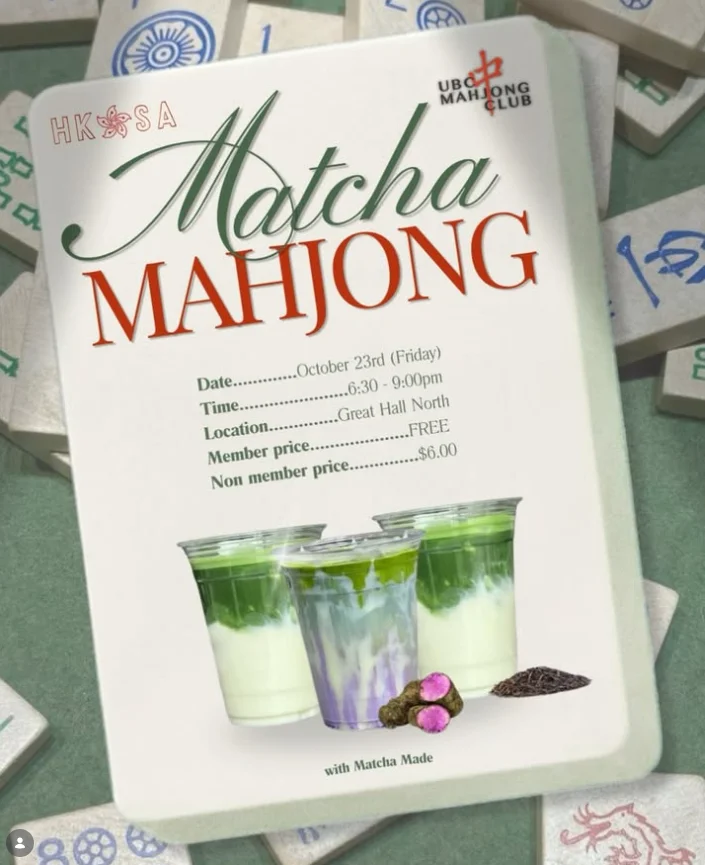 HK SA
UBC 中
MAHJONG
CLUB
Matcha
MAHJONG
Date.............October 23rd (Friday)
Time......................6:30 - 9:00pm
Location..............Great Hall North
Member price....................FREE
Non member price..............$6.00
with Matcha Made